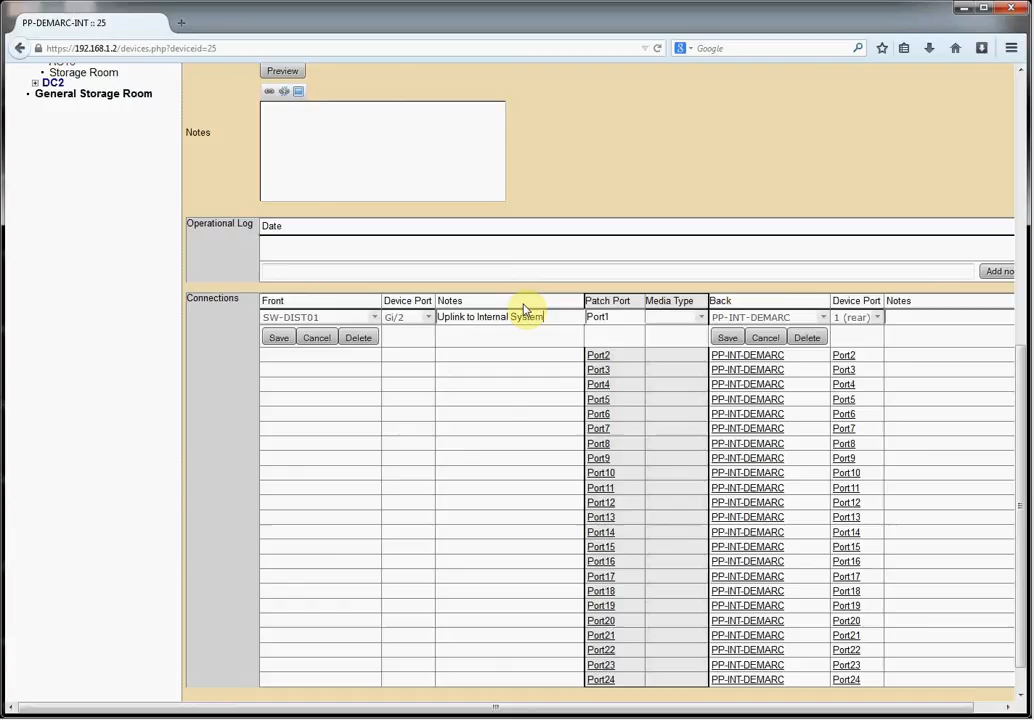 PP-DEMARC-INT :: 25
https://192.168.1.2/devices.php?deviceid=25
Google
Storage Room
DC2
General Storage Room
Preview
Notes
Operational Log Date
Add no
Connections Front Device Port Notes Patch Port Media Type Back Device Port Notes
SW-DIST01 Gi/2 Uplink to Internal System Port1 PP-INT-DEMARC 1 (rear)
Save Cancel Delete Save Cancel Delete
Port2 PP-INT-DEMARC Port2
Port3 PP-INT-DEMARC Port3
Port4 PP-INT-DEMARC Port4
Port5 PP-INT-DEMARC Port5
Port6 PP-INT-DEMARC Port6
Port7 PP-INT-DEMARC Port7
Port8 PP-INT-DEMARC Port8
Port9 PP-INT-DEMARC Port9
Port10 PP-INT-DEMARC Port10
Port11 PP-INT-DEMARC Port11
Port12 PP-INT-DEMARC Port12
Port13 PP-INT-DEMARC Port13
Port14 PP-INT-DEMARC Port14
Port15 PP-INT-DEMARC Port15
Port16 PP-INT-DEMARC Port16
Port17 PP-INT-DEMARC Port17
Port18 PP-INT-DEMARC Port18
Port19 PP-INT-DEMARC Port19
Port20 PP-INT-DEMARC Port20
Port21 PP-INT-DEMARC Port21
Port22 PP-INT-DEMARC Port22
Port23 PP-INT-DEMARC Port23
Port24 PP-INT-DEMARC Port24